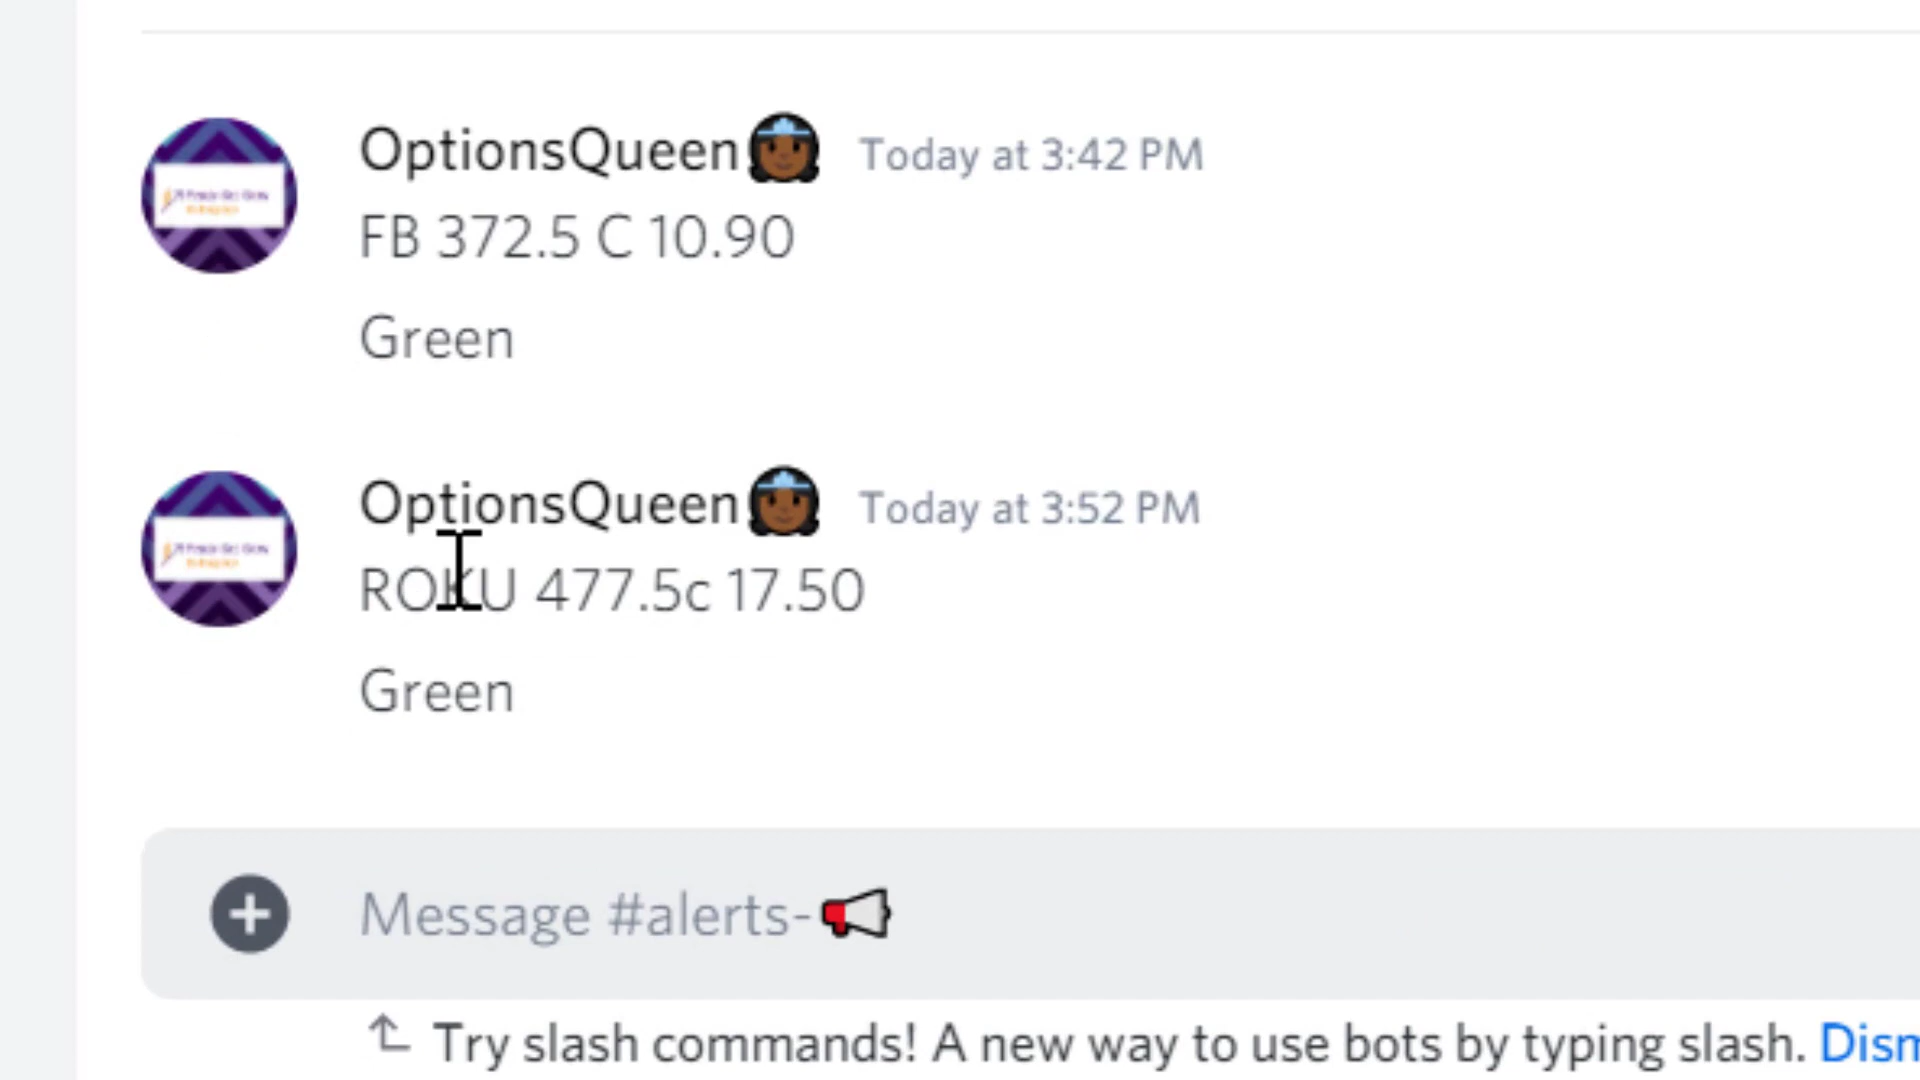 OptionsQueen👸🏾 Today at 3:42 PM
FB 372.5 C 10.90
Green
OptionsQueen👸🏾 Today at 3:52 PM
ROKU 477.5c 17.50
Green
Message #alerts-📢
Try slash commands! A new way to use bots by typing slash.